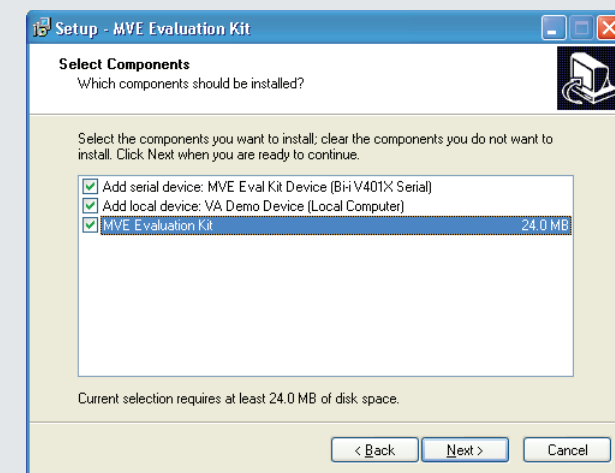 Setup - MVE Evaluation Kit
Select Components
Which components should be installed?
Select the components you want to install; clear the components you do not want to
install. Click Next when you are ready to continue.
Add serial device: MVE Eval Kit Device (Bi-i V401X Serial)
Add local device: VA Demo Device (Local Computer)
MVE Evaluation Kit 24.0 MB
Current selection requires at least 24.0 MB of disk space.
< Back Next > Cancel